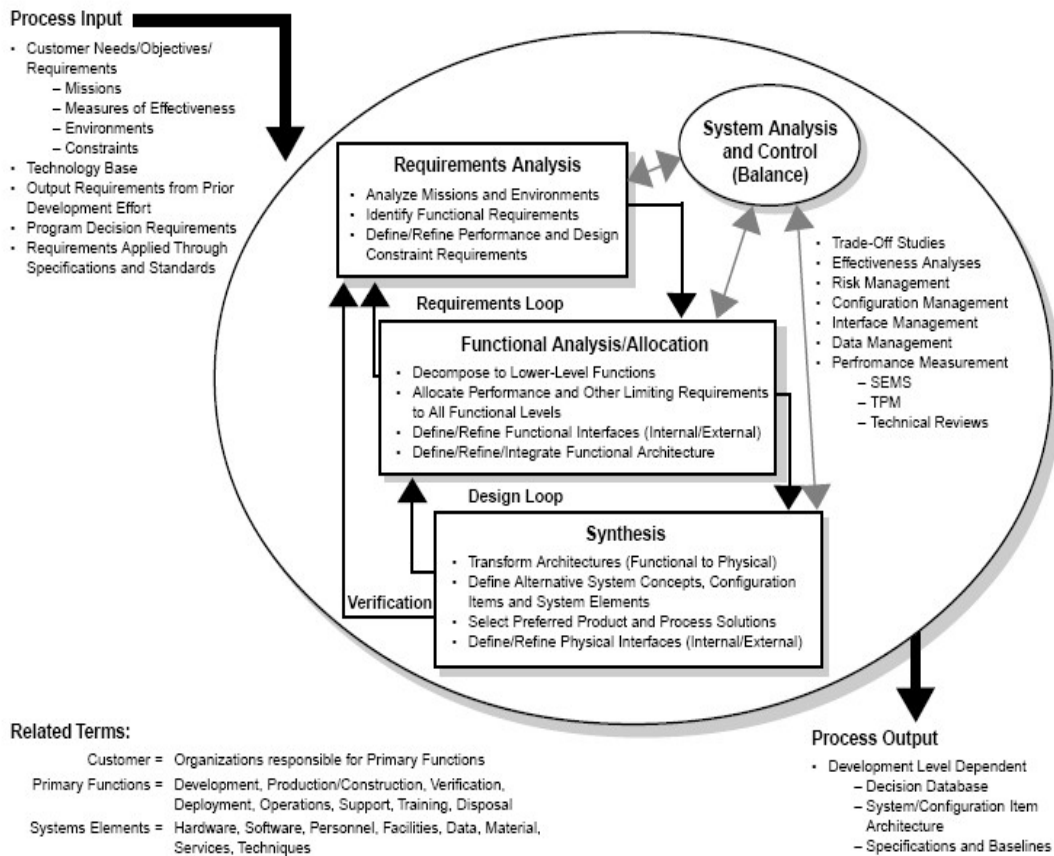 Process Input
▪ Customer Needs/Objectives/
Requirements
– Missions
– Measures of Effectiveness
– Environments
– Constraints
▪ Technology Base
▪ Output Requirements from Prior
Development Effort
▪ Program Decision Requirements
▪ Requirements Applied Through
Specifications and Standards
System Analysis
and Control
(Balance)
Requirements Analysis
▪ Analyze Missions and Environments
▪ Identify Functional Requirements
▪ Define/Refine Performance and Design
Constraint Requirements
▪ Trade-Off Studies
▪ Effectiveness Analyses
▪ Risk Management
▪ Configuration Management
▪ Interface Management
▪ Data Management
▪ Perfromance Measurement
– SEMS
– TPM
– Technical Reviews
Requirements Loop
Functional Analysis/Allocation
▪ Decompose to Lower-Level Functions
▪ Allocate Performance and Other Limiting Requirements
to All Functional Levels
▪ Define/Refine Functional Interfaces (Internal/External)
▪ Define/Refine/Integrate Functional Architecture
Design Loop
Synthesis
▪ Transform Architectures (Functional to Physical)
▪ Define Alternative System Concepts, Configuration
Items and System Elements
▪ Select Preferred Product and Process Solutions
▪ Define/Refine Physical Interfaces (Internal/External)
Verification
Related Terms:
Customer = Organizations responsible for Primary Functions
Primary Functions = Development, Production/Construction, Verification,
Deployment, Operations, Support, Training, Disposal
Systems Elements = Hardware, Software, Personnel, Facilities, Data, Material,
Services, Techniques
Process Output
▪ Development Level Dependent
– Decision Database
– System/Configuration Item
Architecture
– Specifications and Baselines